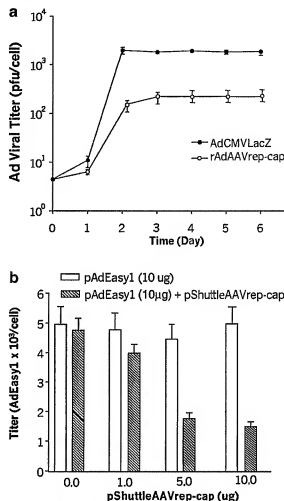 a
Ad Viral Titer (pfu/cell)
10⁴
10³
10²
10¹
10⁰
AdCMVLacZ
rAdAAVrep-cap
0 1 2 3 4 5 6
Time (Day)
b
pAdEasy1 (10 ug)
pAdEasy1 (10µg) + pShuttleAAVrep-cap
Titer (AdEasy1 x 10³/cell)
6
5
4
3
2
1
0
0.0 1.0 5.0 10.0
pShuttleAAVrep-cap (ug)